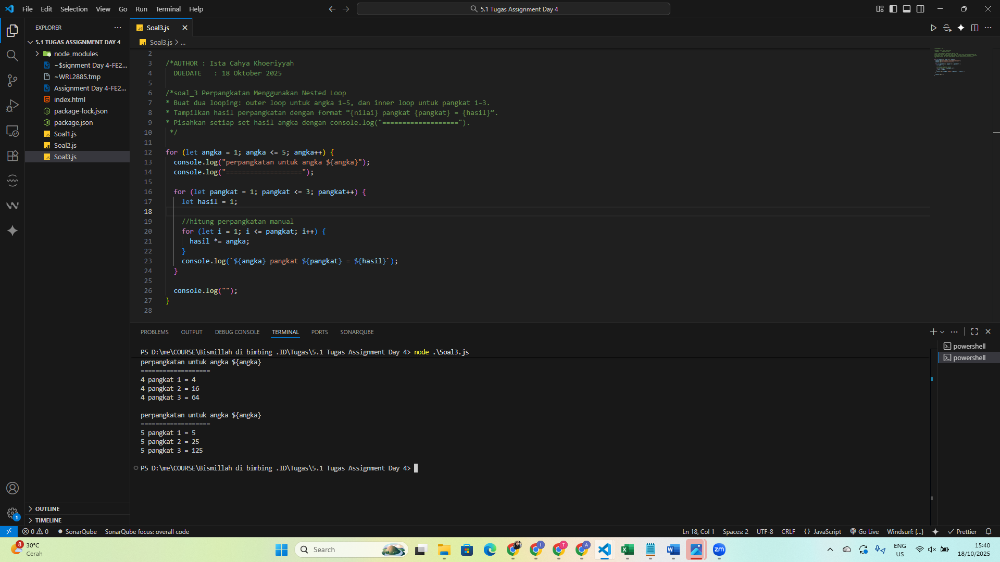 File Edit Selection View Go Run Terminal Help
5.1 Tugas Assignment Day 4
EXPLORER
5.1 TUGAS ASSIGNMENT DAY 4
node_modules
~$signment Day 4-FE2...
~WRL2885.tmp
Assignment Day 4-FE2...
index.html
package-lock.json
package.json
Soal1.js
Soal2.js
Soal3.js
OUTLINE
TIMELINE
Soal3.js
Soal3.js > ...
2
3 /*AUTHOR : Ista Cahya Khoeriyyah
4 DUEDATE : 18 Oktober 2025
5
6 /*soal_3 Perpangkatan Menggunakan Nested Loop
7 * Buat dua looping: outer loop untuk angka 1–5, dan inner loop untuk pangkat 1–3.
8 * Tampilkan hasil perpangkatan dengan format “{nilai} pangkat {pangkat} = {hasil}”.
9 * Pisahkan setiap set hasil angka dengan console.log("===================").
10 */
11
12 for (let angka = 1; angka <= 5; angka++) {
13 console.log("perpangkatan untuk angka ${angka}");
14 console.log("===================");
15
16 for (let pangkat = 1; pangkat <= 3; pangkat++) {
17 let hasil = 1;
18
19 //hitung perpangkatan manual
20 for (let i = 1; i <= pangkat; i++) {
21 hasil *= angka;
22 }
23 console.log(`${angka} pangkat ${pangkat} = ${hasil}`);
24 }
25
26 console.log("");
27 }
28
PROBLEMS OUTPUT DEBUG CONSOLE TERMINAL PORTS SONARQUBE
PS D:\me\COURSE\Bismillah di bimbing .ID\Tugas\5.1 Tugas Assignment Day 4> node .\Soal3.js
perpangkatan untuk angka ${angka}
===================
4 pangkat 1 = 4
4 pangkat 2 = 16
4 pangkat 3 = 64
perpangkatan untuk angka ${angka}
===================
5 pangkat 1 = 5
5 pangkat 2 = 25
5 pangkat 3 = 125
PS D:\me\COURSE\Bismillah di bimbing .ID\Tugas\5.1 Tugas Assignment Day 4>
powershell
powershell
1
0 0 SonarQube SonarQube focus: overall code
Ln 18, Col 1 Spaces: 2 UTF-8 CRLF {} JavaScript Go Live Windsurf: {...} Prettier
8
30°C
Cerah
Search
I
T
A
zm
ENG
US
15:40
18/10/2025